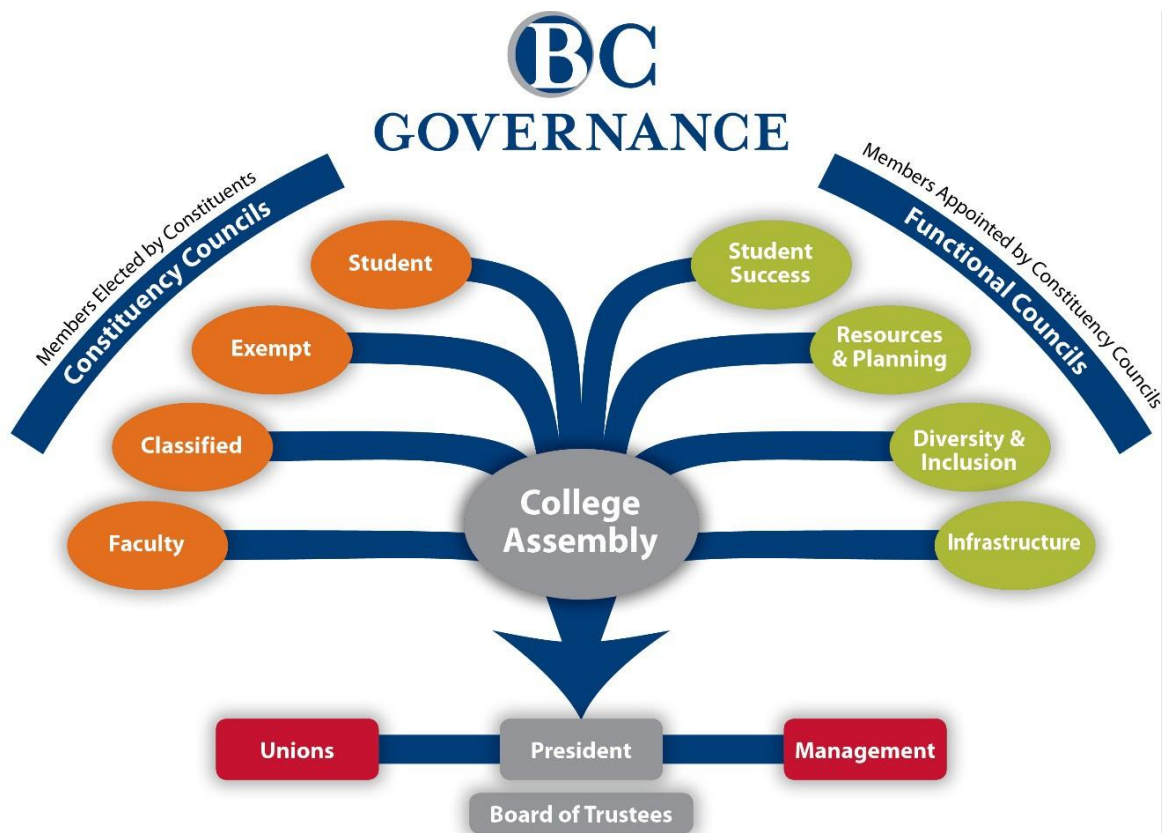 BC
GOVERNANCE
Members Elected by Constituents
Constituency Councils
Members Appointed by Constituency Councils
Functional Councils
Student
Exempt
Classified
Faculty
Student
Success
Resources
& Planning
Diversity &
Inclusion
Infrastructure
College
Assembly
Unions
President
Management
Board of Trustees